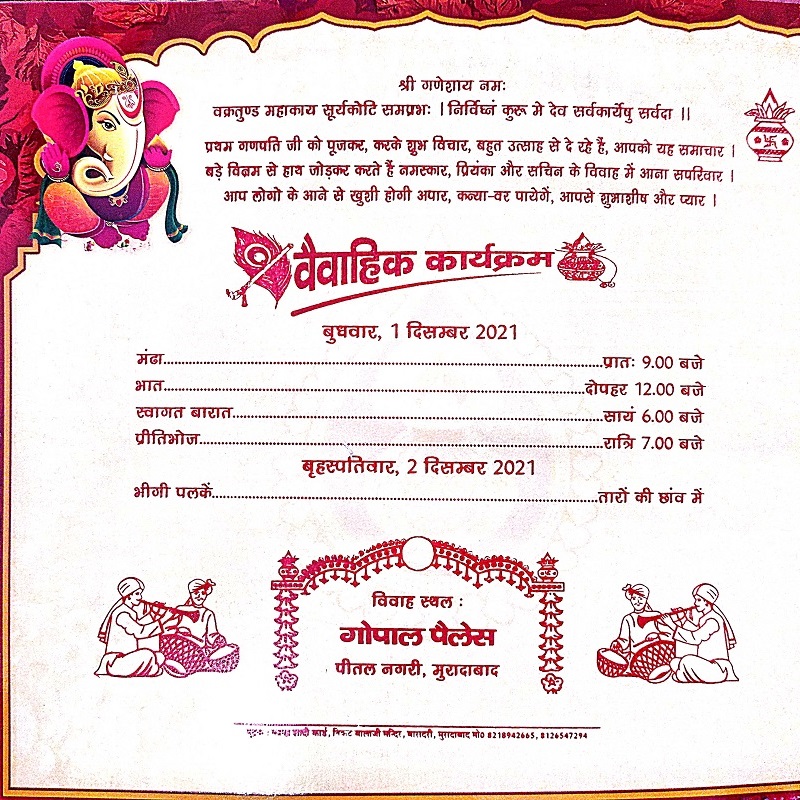 श्री गणेशाय नमः
वक्रतुण्ड महाकाय सूर्यकोटि समप्रभः । निर्विघ्नं कुरू मे देव सर्वकार्येषु सर्वदा ।।
प्रथम गणपति जी को पूजकर, करके शुभ विचार, बहुत उत्साह से दे रहे हैं, आपको यह समाचार ।
बड़े विनम्र से हाथ जोड़कर करते हैं नमस्कार, प्रियंका और सचिन के विवाह में आना सपरिवार ।
आप लोगो के आने से खुशी होगी अपार, कन्या-वर पायेगें, आपसे शुभाशीष और प्यार ।
वैवाहिक कार्यक्रम
बुधवार, 1 दिसम्बर 2021
मंढा प्रातः 9.00 बजे
भात दोपहर 12.00 बजे
स्वागत बारात सायं 6.00 बजे
प्रीतिभोज रात्रि 7.00 बजे
बृहस्पतिवार, 2 दिसम्बर 2021
भीगी पलकें तारों की छांव में
विवाह स्थल :
गोपाल पैलेस
पीतल नगरी, मुरादाबाद
शादी कार्ड, निकट बालाजी मन्दिर, बारादरी, मुरादाबाद मो0 8218942665, 8126547294